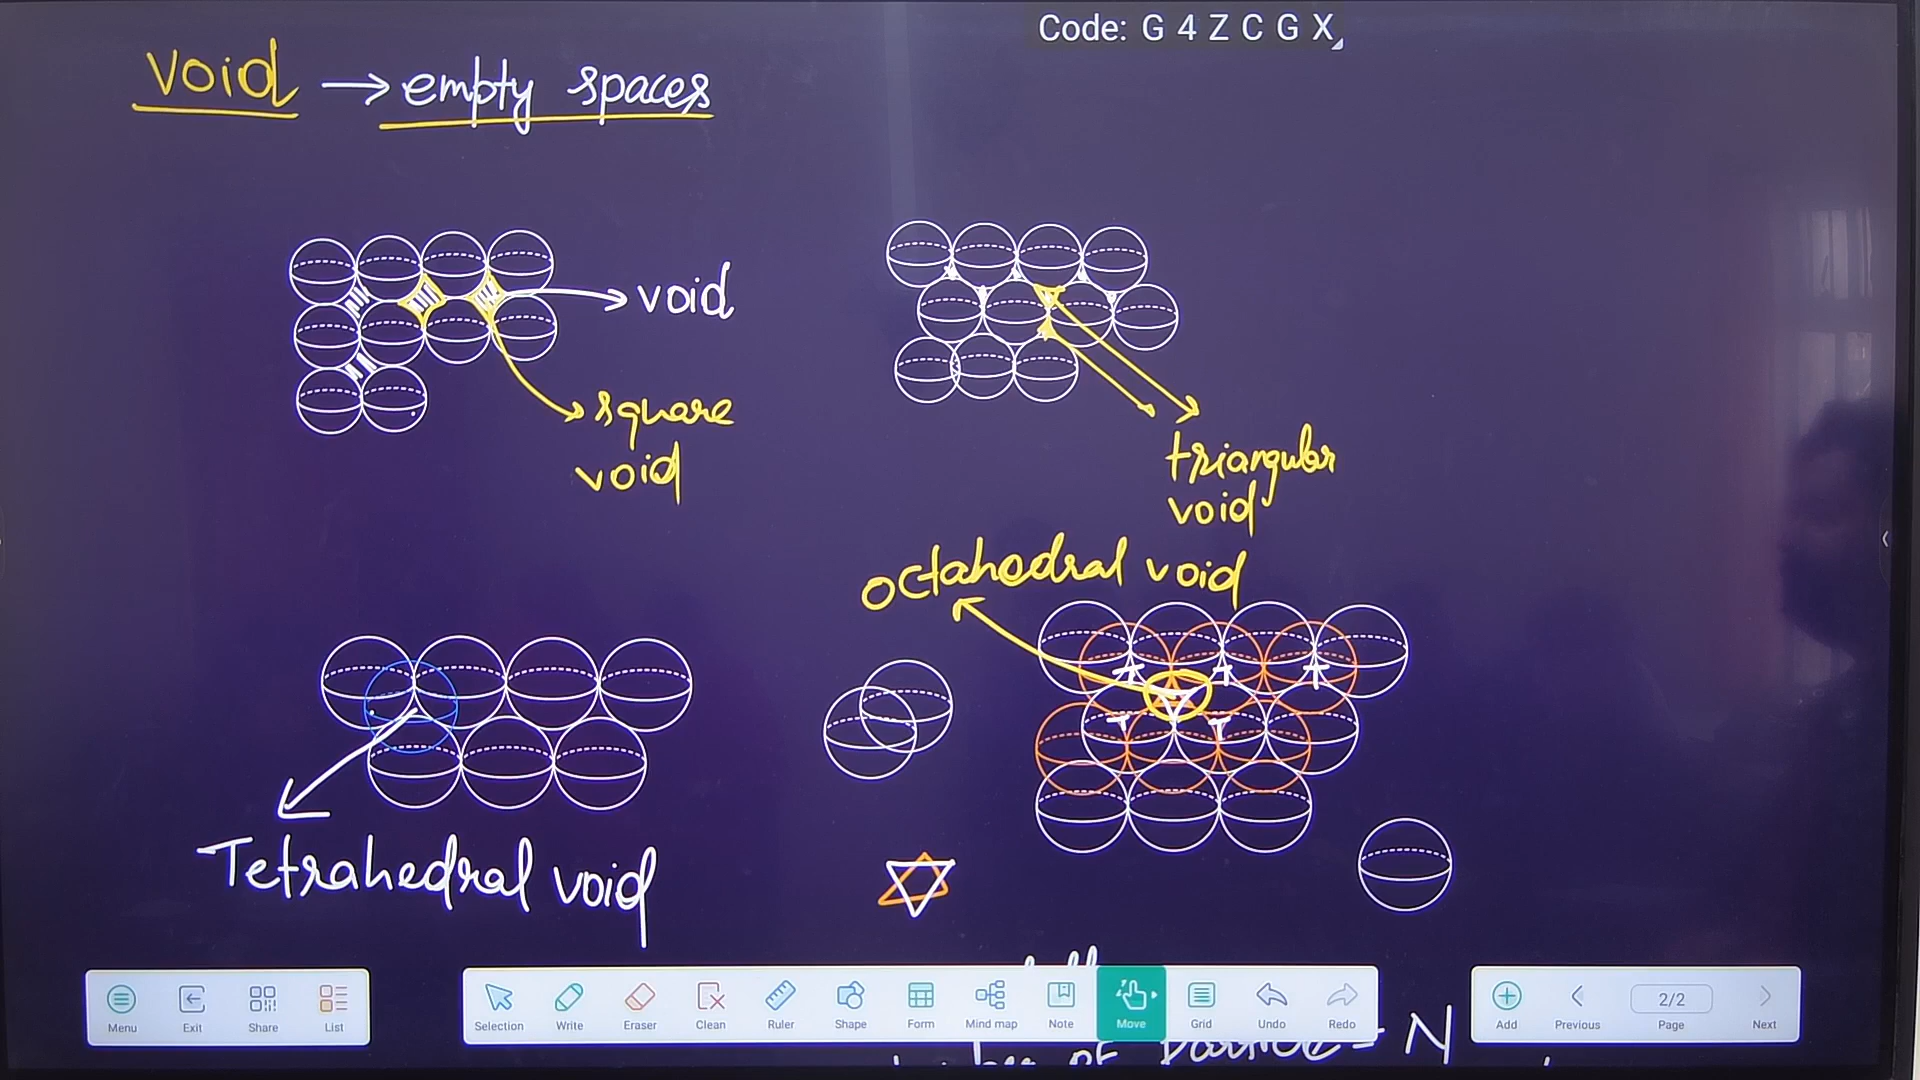 Code: G 4 Z C G X
void → empty spaces
void
square
void
triangular
void
octahedral void
T T T
T T
Tetrahedral void
Menu Exit Share List
Selection Write Eraser Clean Ruler Shape Form Mind map Note Move Grid Undo Redo
Add Previous 2/2 Page Next
of particle = N